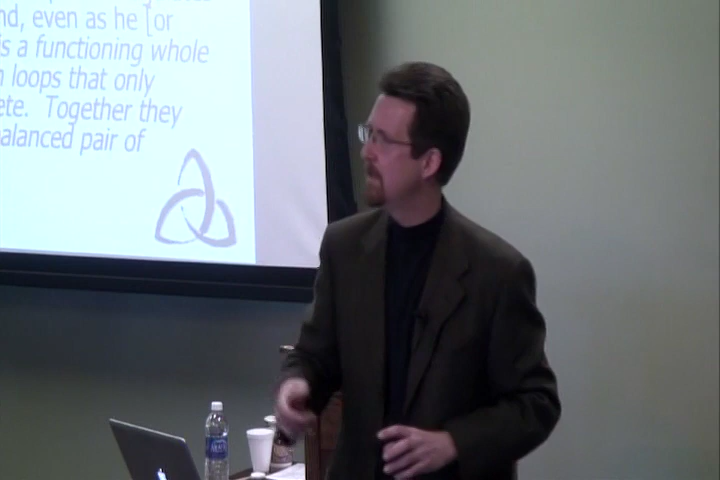 nd, even as he [or
is a functioning whole
loops that only
ete. Together they
balanced pair of